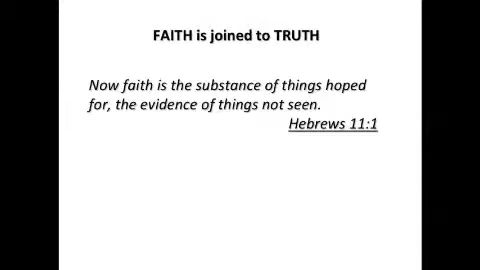 FAITH is joined to TRUTH
Now faith is the substance of things hoped
for, the evidence of things not seen.
Hebrews 11:1